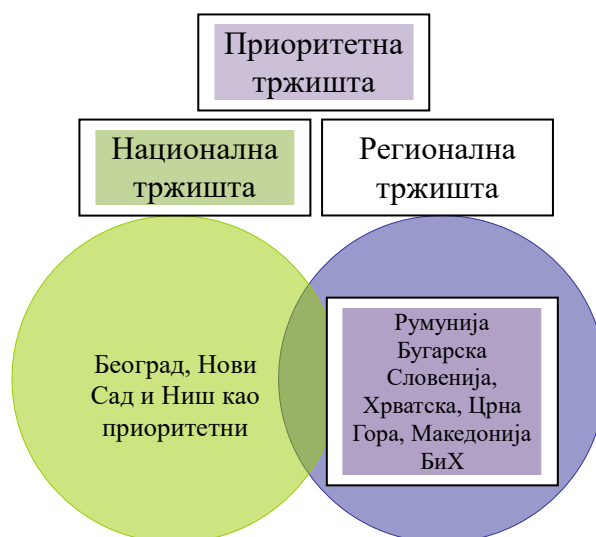 Приоритетна
тржишта
Национална
тржишта
Регионална
тржишта
Београд, Нови
Сад и Ниш као
приоритетни
Румунија
Бугарска
Словенија,
Хрватска, Црна
Гора, Македонија
БиХ